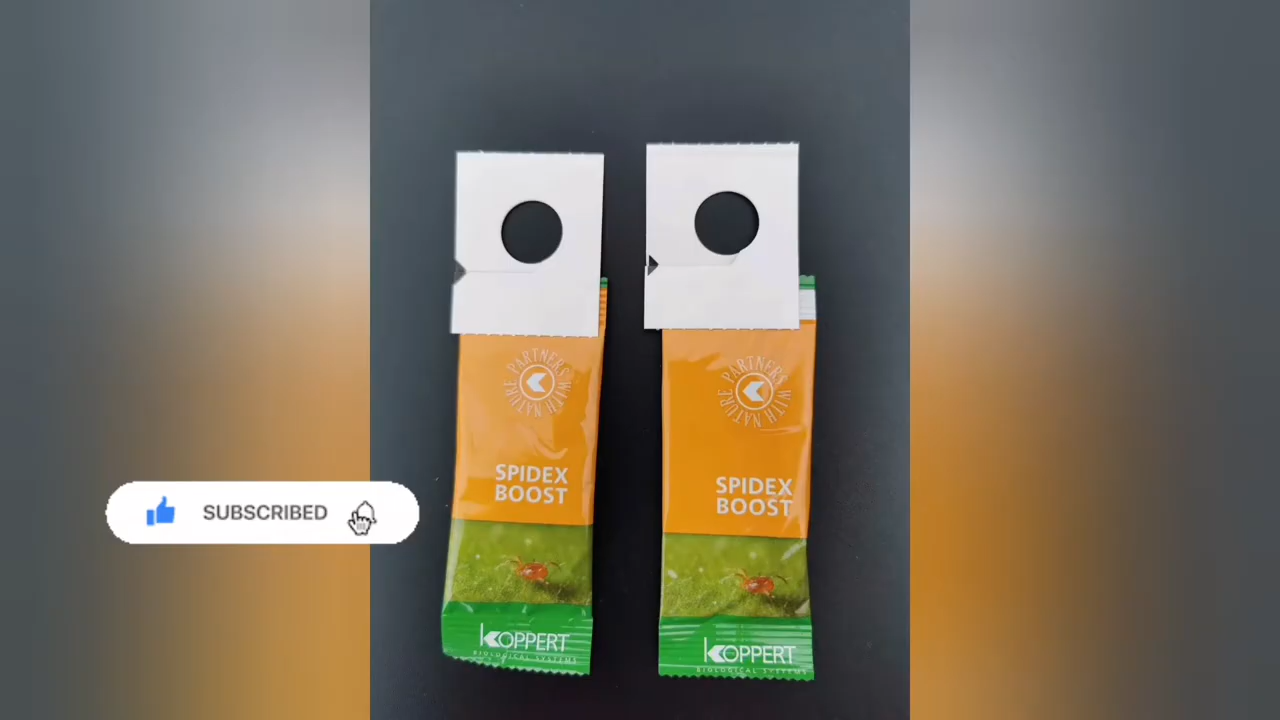 PARTNERS WITH NATURE
SPIDEX
BOOST
KOPPERT
BIOLOGICAL SYSTEMS
PARTNERS WITH NATURE
SPIDEX
BOOST
KOPPERT
BIOLOGICAL SYSTEMS
SUBSCRIBED